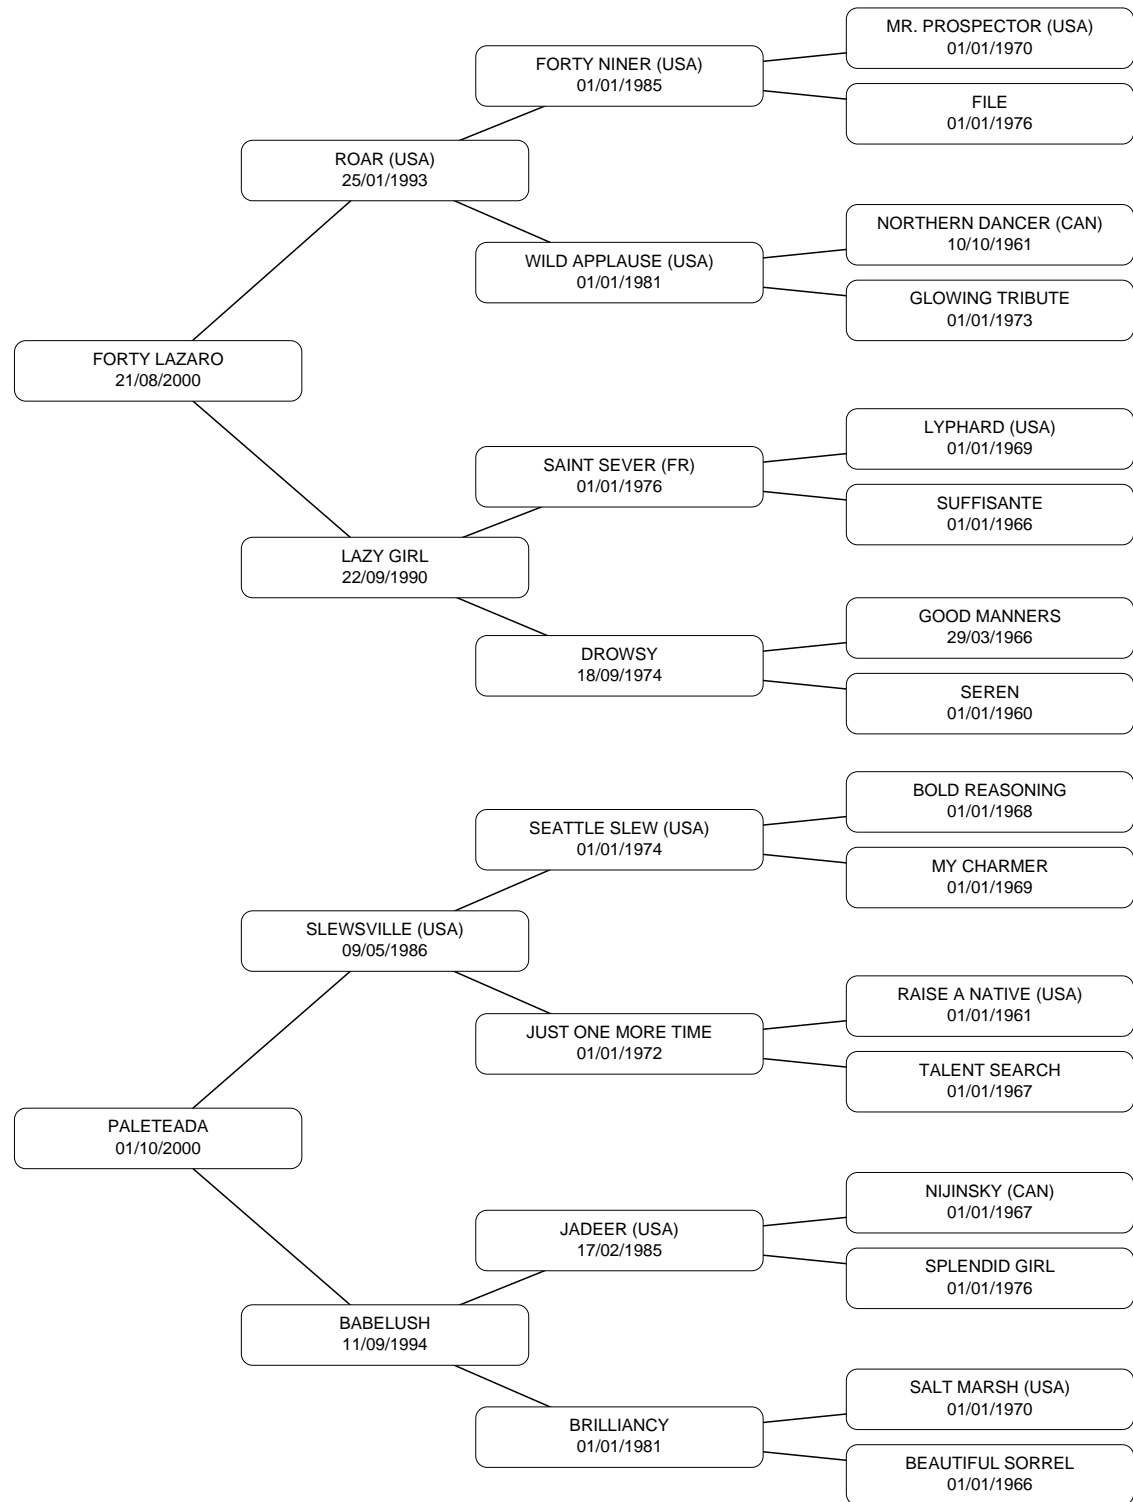 MR. PROSPECTOR (USA)
01/01/1970
FORTY NINER (USA)
01/01/1985
FILE
01/01/1976
ROAR (USA)
25/01/1993
NORTHERN DANCER (CAN)
10/10/1961
WILD APPLAUSE (USA)
01/01/1981
GLOWING TRIBUTE
01/01/1973
FORTY LAZARO
21/08/2000
LYPHARD (USA)
01/01/1969
SAINT SEVER (FR)
01/01/1976
SUFFISANTE
01/01/1966
LAZY GIRL
22/09/1990
GOOD MANNERS
29/03/1966
DROWSY
18/09/1974
SEREN
01/01/1960
BOLD REASONING
01/01/1968
SEATTLE SLEW (USA)
01/01/1974
MY CHARMER
01/01/1969
SLEWSVILLE (USA)
09/05/1986
RAISE A NATIVE (USA)
01/01/1961
JUST ONE MORE TIME
01/01/1972
TALENT SEARCH
01/01/1967
PALETEADA
01/10/2000
NIJINSKY (CAN)
01/01/1967
JADEER (USA)
17/02/1985
SPLENDID GIRL
01/01/1976
BABELUSH
11/09/1994
SALT MARSH (USA)
01/01/1970
BRILLIANCY
01/01/1981
BEAUTIFUL SORREL
01/01/1966